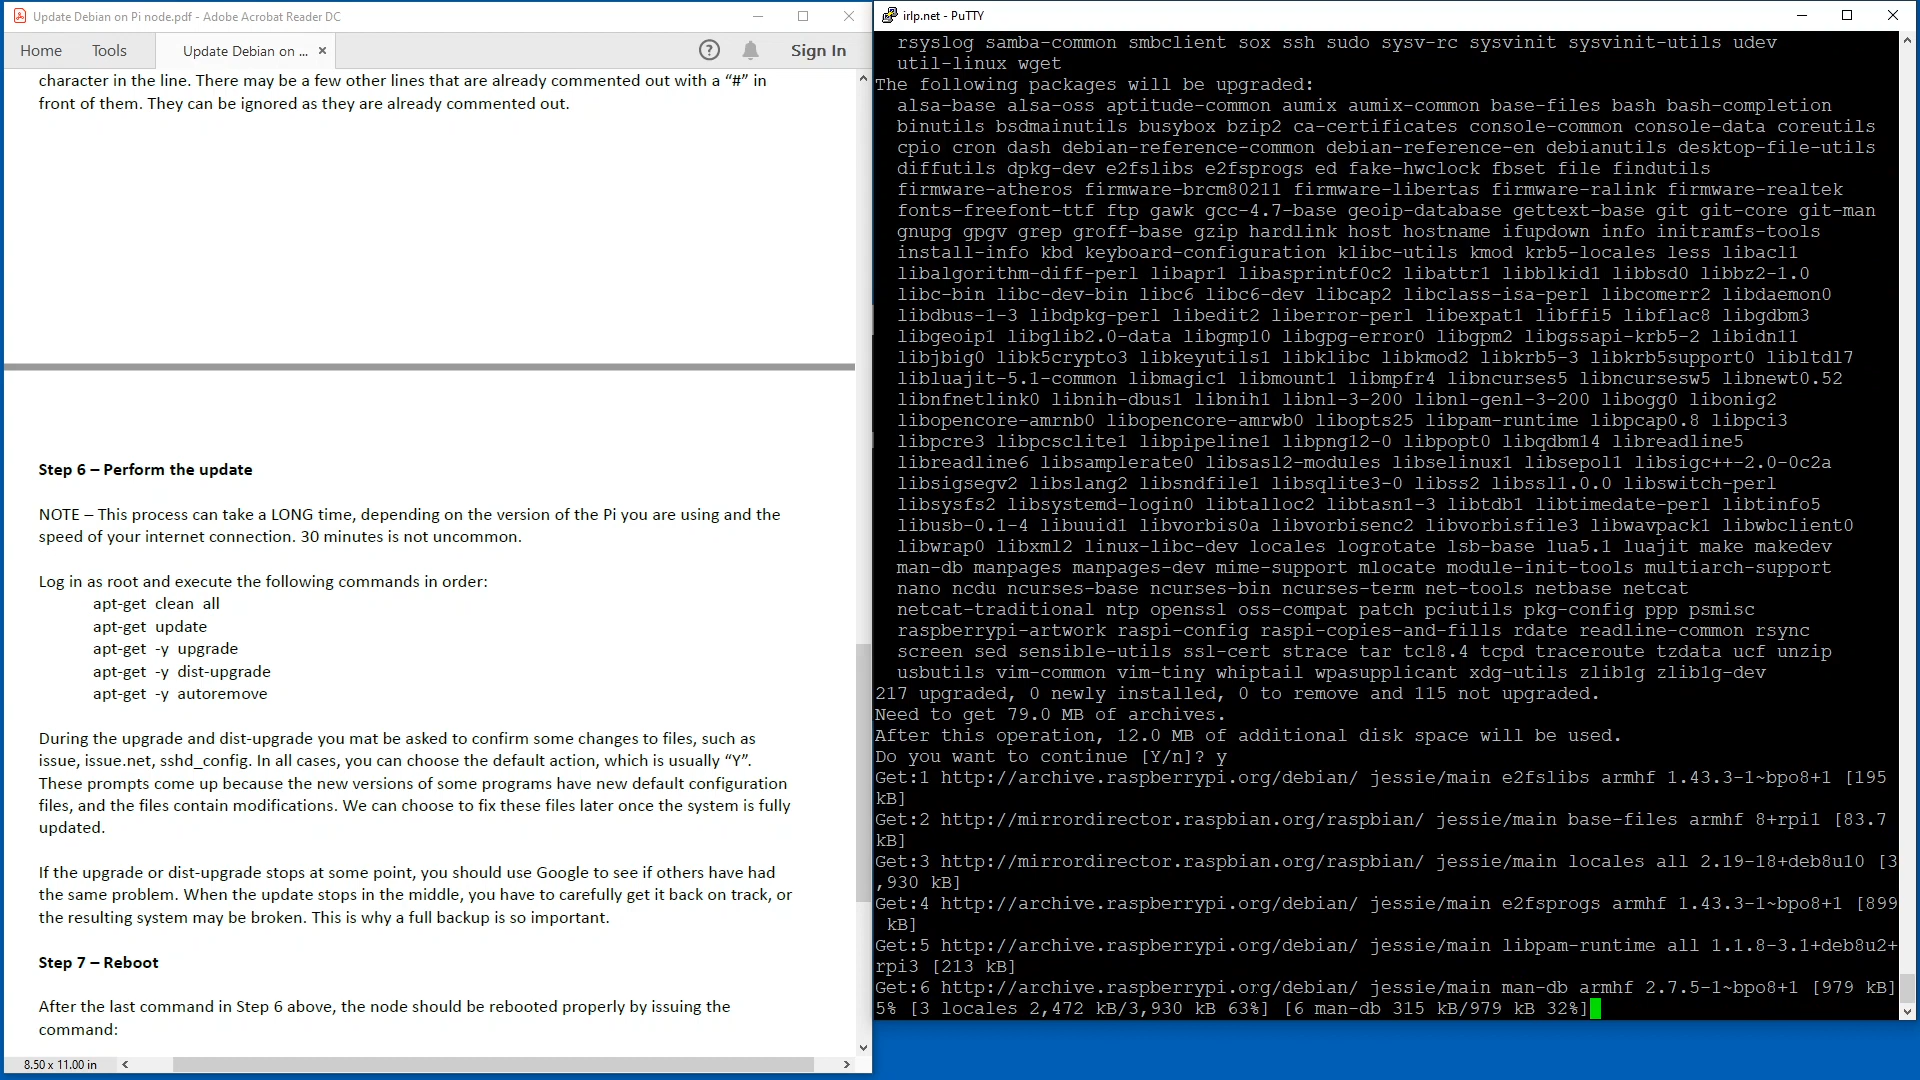 Update Debian on Pi node.pdf - Adobe Acrobat Reader DC
Home Tools Update Debian on ... × ? Sign In
character in the line. There may be a few other lines that are already commented out with a “#” in
front of them. They can be ignored as they are already commented out.
Step 6 – Perform the update
NOTE – This process can take a LONG time, depending on the version of the Pi you are using and the
speed of your internet connection. 30 minutes is not uncommon.
Log in as root and execute the following commands in order:
apt-get clean all
apt-get update
apt-get -y upgrade
apt-get -y dist-upgrade
apt-get -y autoremove
During the upgrade and dist-upgrade you mat be asked to confirm some changes to files, such as
issue, issue.net, sshd_config. In all cases, you can choose the default action, which is usually “Y”.
These prompts come up because the new versions of some programs have new default configuration
files, and the files contain modifications. We can choose to fix these files later once the system is fully
updated.
If the upgrade or dist-upgrade stops at some point, you should use Google to see if others have had
the same problem. When the update stops in the middle, you have to carefully get it back on track, or
the resulting system may be broken. This is why a full backup is so important.
Step 7 – Reboot
After the last command in Step 6 above, the node should be rebooted properly by issuing the
command:
8.50 x 11.00 in
irlp.net - PuTTY
rsyslog samba-common smbclient sox ssh sudo sysv-rc sysvinit sysvinit-utils udev
util-linux wget
The following packages will be upgraded:
alsa-base alsa-oss aptitude-common aumix aumix-common base-files bash bash-completion
binutils bsdmainutils busybox bzip2 ca-certificates console-common console-data coreutils
cpio cron dash debian-reference-common debian-reference-en debianutils desktop-file-utils
diffutils dpkg-dev e2fslibs e2fsprogs ed fake-hwclock fbset file findutils
firmware-atheros firmware-brcm80211 firmware-libertas firmware-ralink firmware-realtek
fonts-freefont-ttf ftp gawk gcc-4.7-base geoip-database gettext-base git git-core git-man
gnupg gpgv grep groff-base gzip hardlink host hostname ifupdown info initramfs-tools
install-info kbd keyboard-configuration klibc-utils kmod krb5-locales less libacl1
libalgorithm-diff-perl libapr1 libasprintf0c2 libattr1 libblkid1 libbsd0 libbz2-1.0
libc-bin libc-dev-bin libc6 libc6-dev libcap2 libclass-isa-perl libcomerr2 libdaemon0
libdbus-1-3 libdpkg-perl libedit2 liberror-perl libexpat1 libffi5 libflac8 libgdbm3
libgeoip1 libglib2.0-data libgmp10 libgpg-error0 libgpm2 libgssapi-krb5-2 libidn11
libjbig0 libk5crypto3 libkeyutils1 libklibc libkmod2 libkrb5-3 libkrb5support0 libltdl7
libluajit-5.1-common libmagic1 libmount1 libmpfr4 libncurses5 libncursesw5 libnewt0.52
libnfnetlink0 libnih-dbus1 libnih1 libnl-3-200 libnl-genl-3-200 libogg0 libonig2
libopencore-amrnb0 libopencore-amrwb0 libopts25 libpam-runtime libpcap0.8 libpci3
libpcre3 libpcsclite1 libpipeline1 libpng12-0 libpopt0 libqdbm14 libreadline5
libreadline6 libsamplerate0 libsasl2-modules libselinux1 libsepol1 libsigc++-2.0-0c2a
libsigsegv2 libslang2 libsndfile1 libsqlite3-0 libss2 libssl1.0.0 libswitch-perl
libsysfs2 libsystemd-login0 libtalloc2 libtasn1-3 libtdb1 libtimedate-perl libtinfo5
libusb-0.1-4 libuuid1 libvorbis0a libvorbisenc2 libvorbisfile3 libwavpack1 libwbclient0
libwrap0 libxml2 linux-libc-dev locales logrotate lsb-base lua5.1 luajit make makedev
man-db manpages manpages-dev mime-support mlocate module-init-tools multiarch-support
nano ncdu ncurses-base ncurses-bin ncurses-term net-tools netbase netcat
netcat-traditional ntp openssl oss-compat patch pciutils pkg-config ppp psmisc
raspberrypi-artwork raspi-config raspi-copies-and-fills rdate readline-common rsync
screen sed sensible-utils ssl-cert strace tar tcl8.4 tcpd traceroute tzdata ucf unzip
usbutils vim-common vim-tiny whiptail wpasupplicant xdg-utils zlib1g zlib1g-dev
217 upgraded, 0 newly installed, 0 to remove and 115 not upgraded.
Need to get 79.0 MB of archives.
After this operation, 12.0 MB of additional disk space will be used.
Do you want to continue [Y/n]? y
Get:1 http://archive.raspberrypi.org/debian/ jessie/main e2fslibs armhf 1.43.3-1~bpo8+1 [195
kB]
Get:2 http://mirrordirector.raspbian.org/raspbian/ jessie/main base-files armhf 8+rpi1 [83.7
kB]
Get:3 http://mirrordirector.raspbian.org/raspbian/ jessie/main locales all 2.19-18+deb8u10 [3
,930 kB]
Get:4 http://archive.raspberrypi.org/debian/ jessie/main e2fsprogs armhf 1.43.3-1~bpo8+1 [899
kB]
Get:5 http://archive.raspberrypi.org/debian/ jessie/main libpam-runtime all 1.1.8-3.1+deb8u2+
rpi3 [213 kB]
Get:6 http://archive.raspberrypi.org/debian/ jessie/main man-db armhf 2.7.5-1~bpo8+1 [979 kB]
5% [3 locales 2,472 kB/3,930 kB 63%] [6 man-db 315 kB/979 kB 32%]